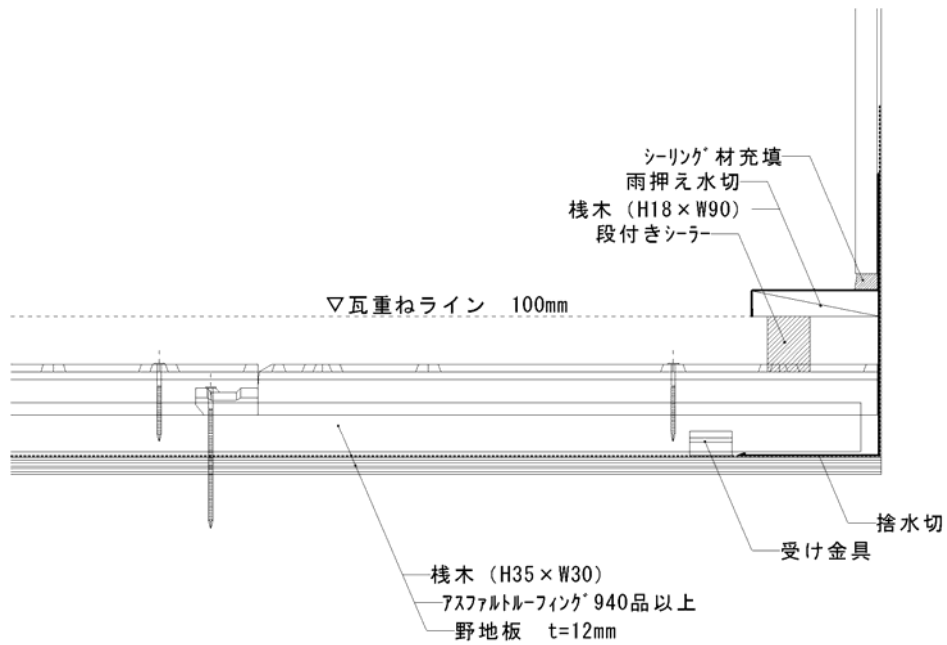 シーリング材充填
雨押え水切
桟木（H18×W90）
段付きシーラー
▽瓦重ねライン　100mm
捨水切
受け金具
桟木（H35×W30）
アスファルトルーフィング940品以上
野地板　t=12mm